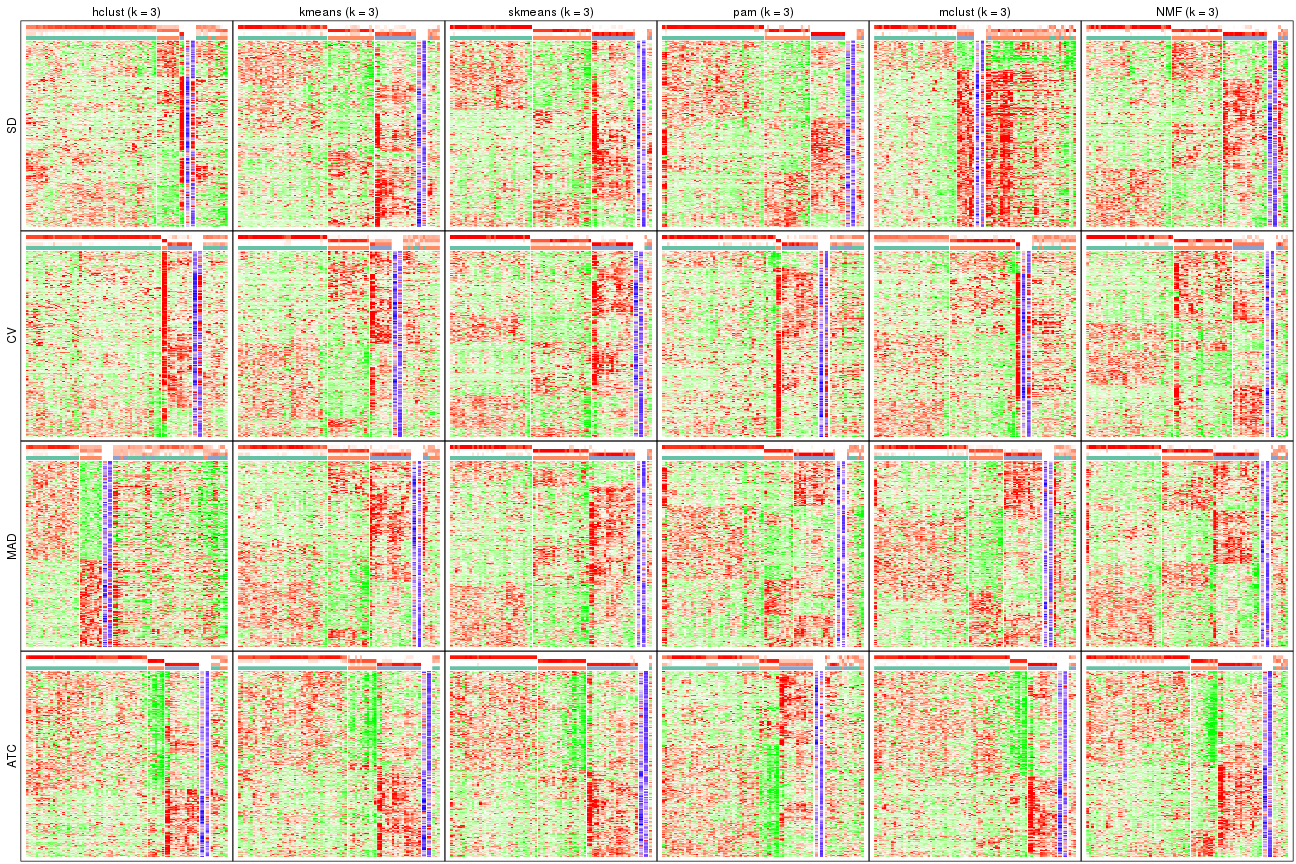 hclust (k = 3) kmeans (k = 3) skmeans (k = 3) pam (k = 3) mclust (k = 3) NMF (k = 3)
SD
CV
MAD
ATC